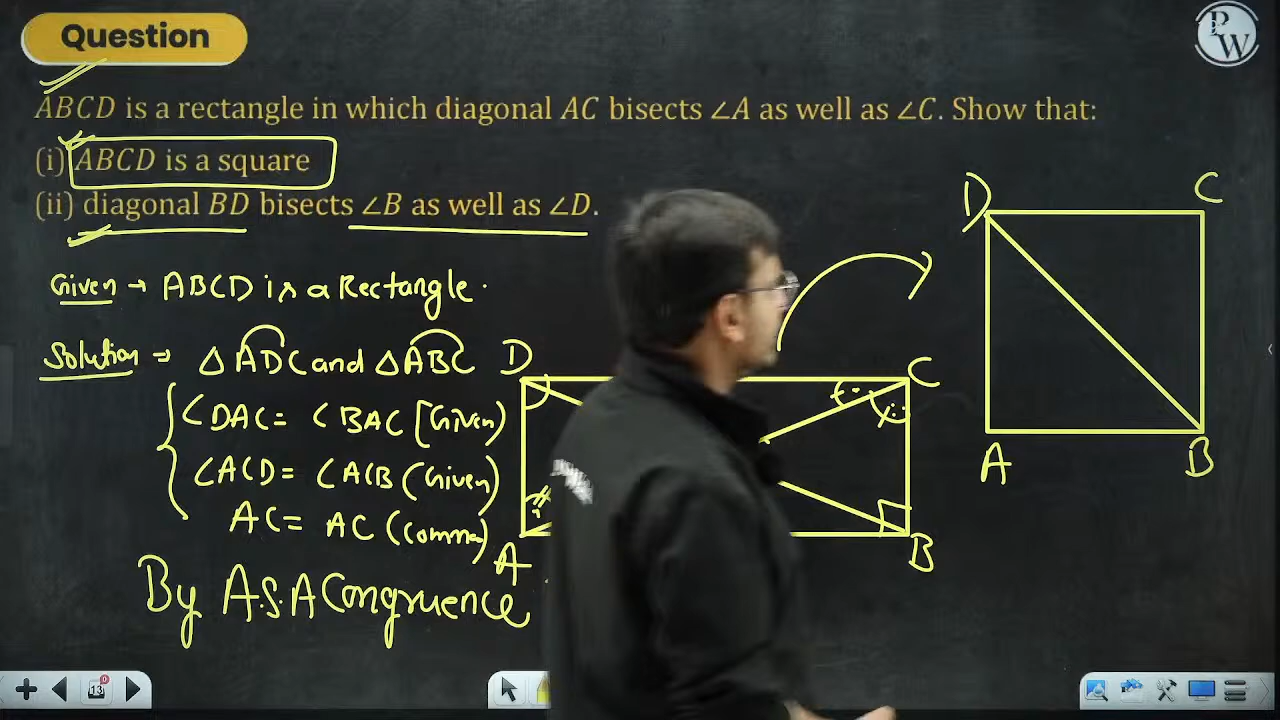 Question
PW
ABCD is a rectangle in which diagonal AC bisects ∠A as well as ∠C. Show that:
(i) ABCD is a square
(ii) diagonal BD bisects ∠B as well as ∠D.
Given → ABCD is a Rectangle.
Solution ⇒ △ADC and △ABC
∠DAC = ∠BAC [Given)
∠ACD = ∠ACB (Given)
AC = AC (Common)
By A.S.A Congruence
D
C
A
B
D
C
A
B
13